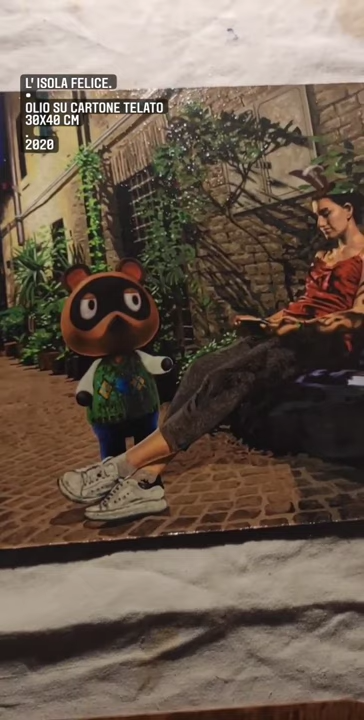 L' ISOLA FELICE.
•
OLIO SU CARTONE TELATO
30X40 CM
.
2020